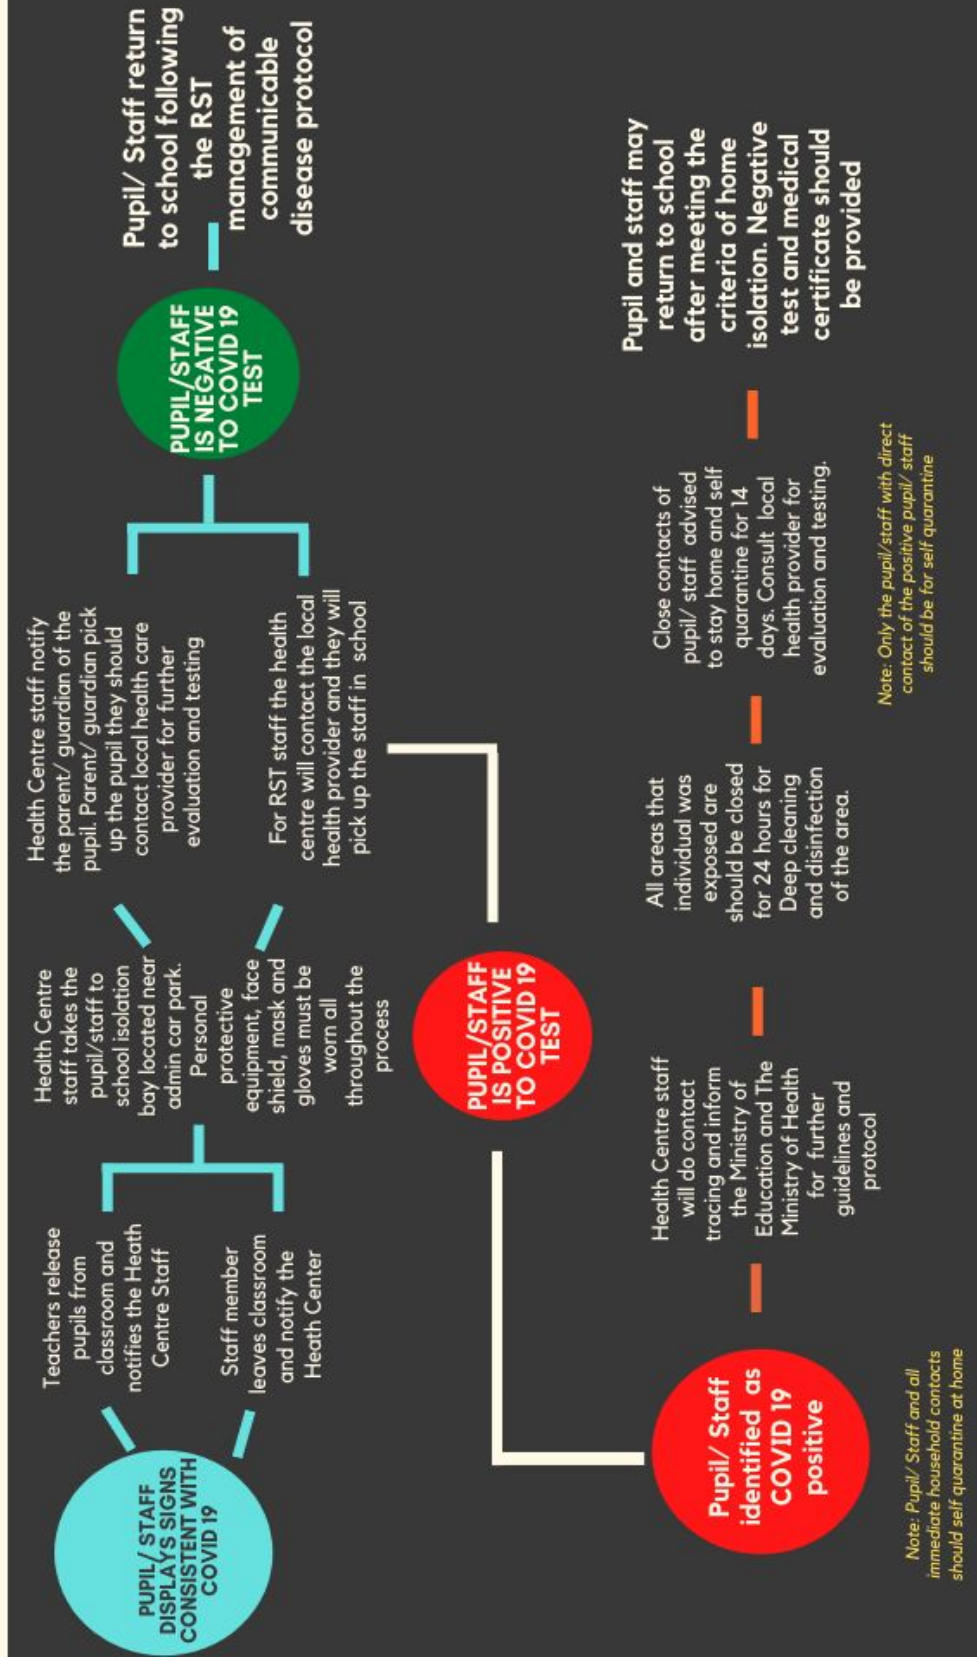 PUPIL/ STAFF
DISPLAYS SIGNS
CONSISTENT WITH
COVID 19
Teachers release
pupils from
classroom and
notifies the Heath
Centre Staff
Staff member
leaves classroom
and notify the
Heath Center
Health Centre
staff takes the
pupil/staff to
school isolation
bay located near
admin car park.
Personal
protective
equipment, face
shield, mask and
gloves must be
worn all
throughout the
process
Health Centre staff notify
the parent/ guardian of the
pupil. Parent/ guardian pick
up the pupil they should
contact local health care
provider for further
evaluation and testing
For RST staff the health
centre will contact the local
health provider and they will
pick up the staff in school
PUPIL/STAFF
IS NEGATIVE
TO COVID 19
TEST
Pupil/ Staff return
to school following
the RST
management of
communicable
disease protocol
PUPIL/STAFF
IS POSITIVE
TO COVID 19
TEST
Pupil/ Staff
identified as
COVID 19
positive
Note: Pupil/ Staff and all
immediate household contacts
should self quarantine at home
Health Centre staff
will do contact
tracing and inform
the Ministry of
Education and The
Ministry of Health
for further
guidelines and
protocol
All areas that
individual was
exposed are
should be closed
for 24 hours for
Deep cleaning
and disinfection
of the area.
Close contacts of
pupil/ staff advised
to stay home and self
quarantine for 14
days. Consult local
health provider for
evaluation and testing.
Note: Only the pupil/staff with direct
contact of the positive pupil/ staff
should be for self quarantine
Pupil and staff may
return to school
after meeting the
criteria of home
isolation. Negative
test and medical
certificate should
be provided